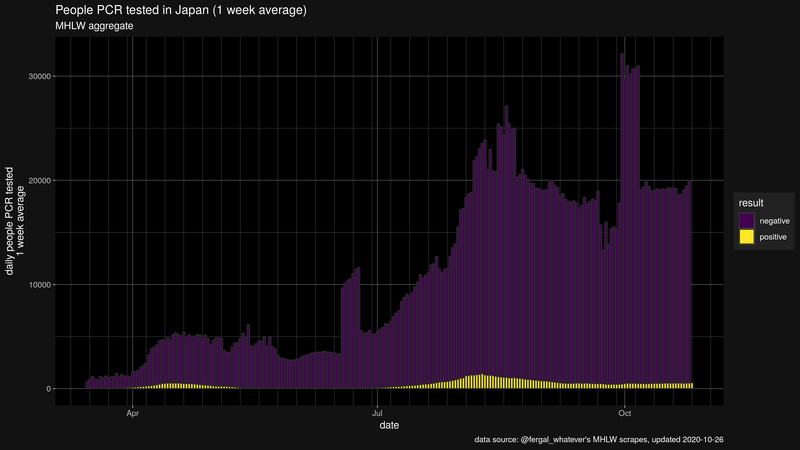 People PCR tested in Japan (1 week average)
MHLW aggregate
daily people PCR tested
1 week average
30000
20000
10000
0
Apr
Jul
Oct
date
result
negative
positive
data source: @fergal_whatever's MHLW scrapes, updated 2020-10-26